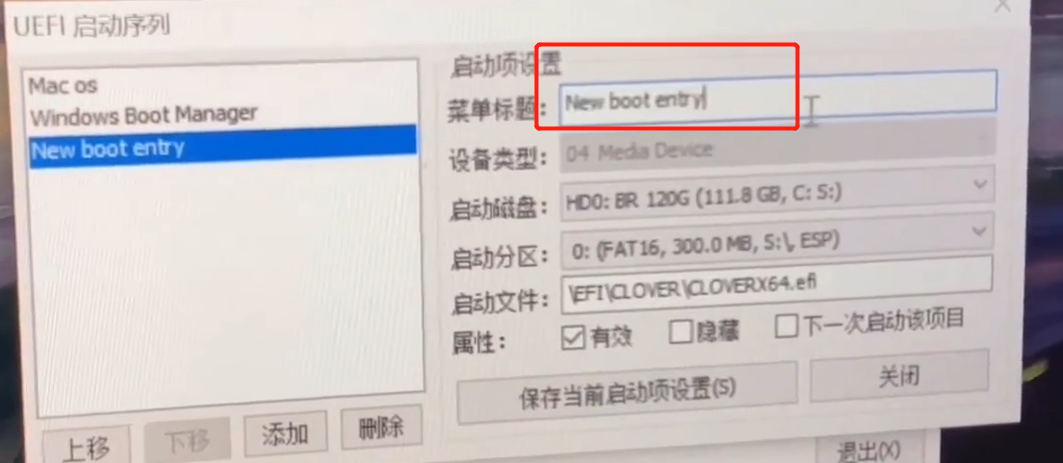 UEFI 启动序列
Mac os
Windows Boot Manager
New boot entry
启动项设置
菜单标题： New boot entry
设备类型： 04 Media Device
启动磁盘： HD0: BR 120G (111.8 GB, C: S:)
启动分区： 0: (FAT16, 300.0 MB, S:\, ESP)
启动文件： \EFI\CLOVER\CLOVERX64.efi
属性： 有效 隐藏 下一次启动该项目
保存当前启动项设置(S) 关闭
上移 下移 添加 删除
退出(X)